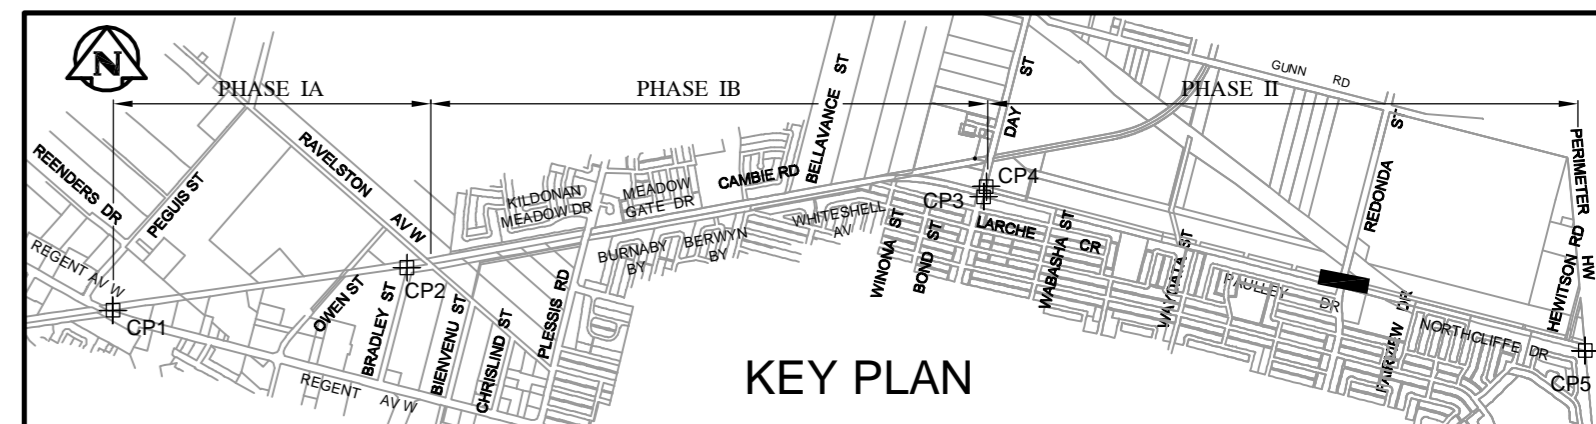 N
PHASE IA
PHASE IB
PHASE II
GUNN RD
DAY ST
BELLAVANCE ST
REDONDA ST
PERIMETER HW
HEWITSON RD
REENDERS DR
PEGUIS ST
RAVELSTON AV W
KILDONAN
MEADOW DR
MEADOW
GATE DR
CAMBIE RD
CP4
CP3
WHITESHELL
AV
WINONA ST
BOND ST
LARCHE CR
WABASHA ST
WAYOATA ST
PAULLEY DR
FAIRVIEW DR
NORTHCLIFFE DR
CP5
REGENT AV W
CP1
OWEN ST
CP2
BRADLEY ST
BIENVENU ST
CHRISLIND ST
PLESSIS RD
BURNABY
BY
BERWYN
BY
REGENT AV W
KEY PLAN